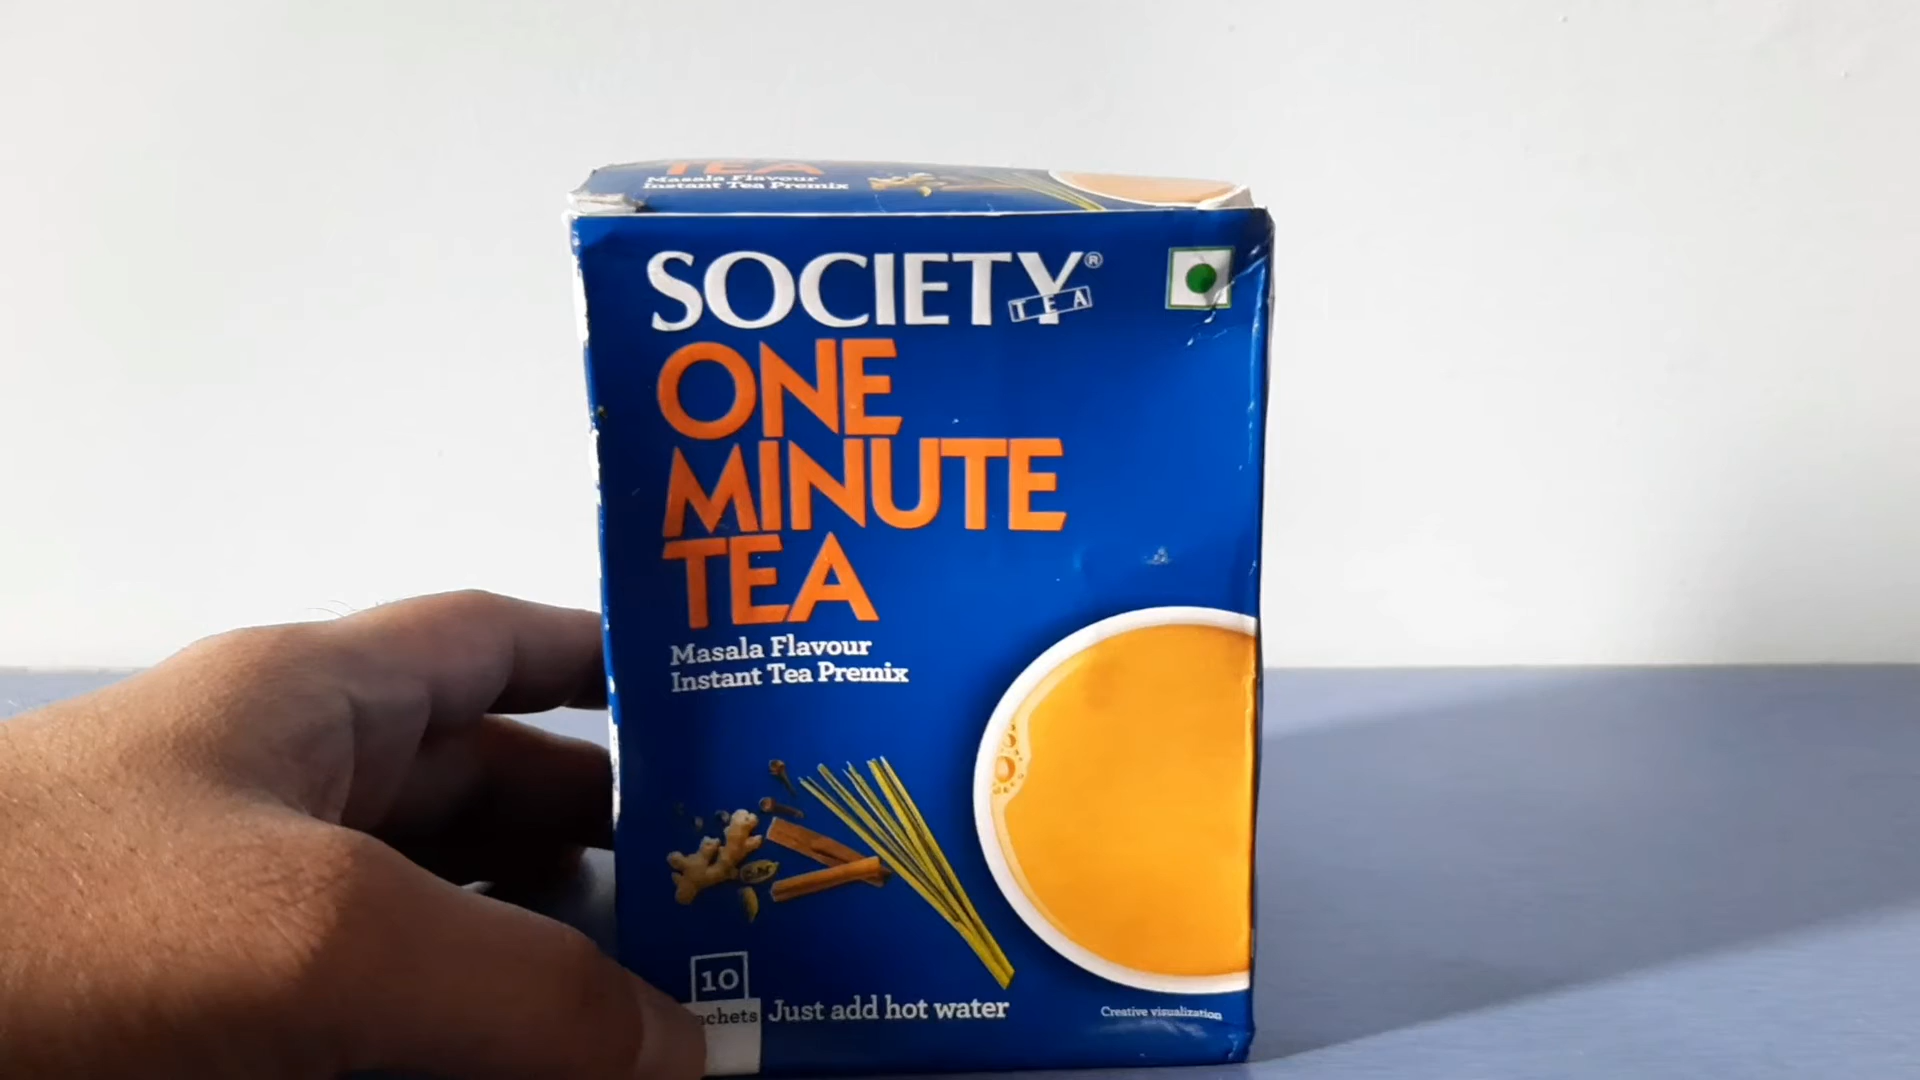 TEA
Masala Flavour
Instant Tea Premix
SOCIETY®
TEA
ONE
MINUTE
TEA
Masala Flavour
Instant Tea Premix
10
Just add hot water
Creative visualization